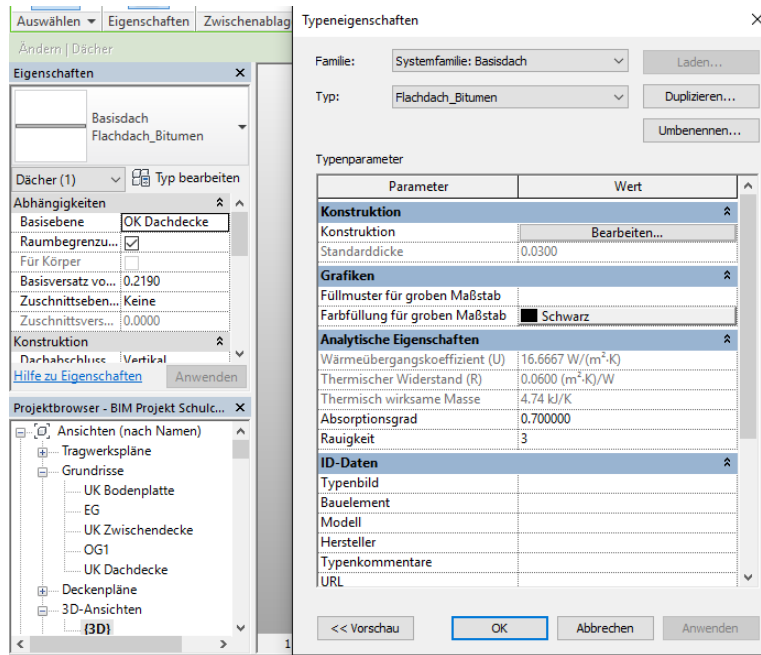 Auswählen Eigenschaften Zwischenablag
Ändern | Dächer
Eigenschaften
Basisdach
Flachdach_Bitumen
Dächer (1) Typ bearbeiten
Abhängigkeiten
Basisebene OK Dachdecke
Raumbegrenzu...
Für Körper
Basisversatz vo... 0.2190
Zuschnittseben... Keine
Zuschnittsvers... 0.0000
Konstruktion
Dachabschluss Vertikal
Hilfe zu Eigenschaften Anwenden
Projektbrowser - BIM Projekt Schulc...
Ansichten (nach Namen)
Tragwerkspläne
Grundrisse
UK Bodenplatte
EG
UK Zwischendecke
OG1
UK Dachdecke
Deckenpläne
3D-Ansichten
{3D}
1
Typeneigenschaften
Familie: Systemfamilie: Basisdach Laden...
Typ: Flachdach_Bitumen Duplizieren...
Umbenennen...
Typenparameter
Parameter Wert
Konstruktion
Konstruktion Bearbeiten...
Standarddicke 0.0300
Grafiken
Füllmuster für groben Maßstab
Farbfüllung für groben Maßstab Schwarz
Analytische Eigenschaften
Wärmeübergangskoeffizient (U) 16.6667 W/(m²·K)
Thermischer Widerstand (R) 0.0600 (m²·K)/W
Thermisch wirksame Masse 4.74 kJ/K
Absorptionsgrad 0.700000
Rauigkeit 3
ID-Daten
Typenbild
Bauelement
Modell
Hersteller
Typenkommentare
URL
<< Vorschau OK Abbrechen Anwenden